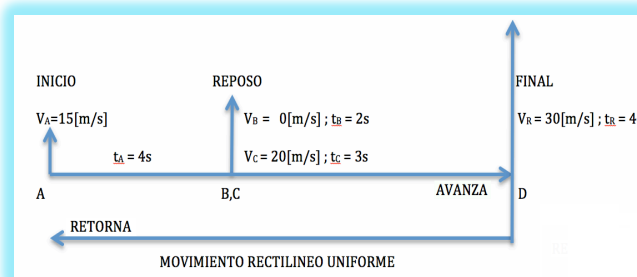 INICIO REPOSO FINAL
VA=15[m/s] VB = 0[m/s] ; tB = 2s VR = 30[m/s] ; tR = 4
tA = 4s VC = 20[m/s] ; tC = 3s
A B,C AVANZA D
RETORNA
MOVIMIENTO RECTILINEO UNIFORME